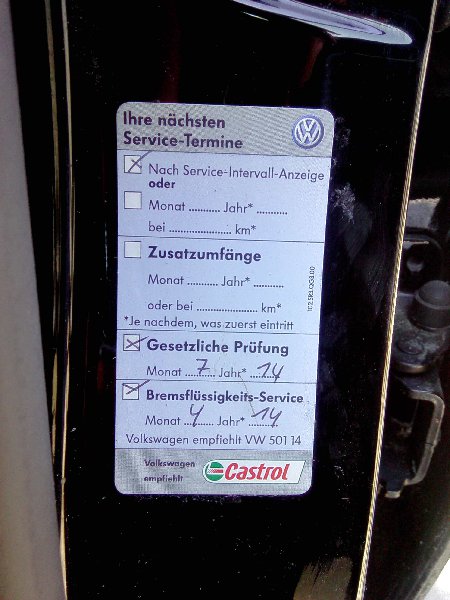 Ihre nächsten
Service-Termine
Nach Service-Intervall-Anzeige
oder
Monat ........... Jahr* ...........
bei ...................... km*
Zusatzumfänge
Monat ........... Jahr* ...........
oder bei ...................... km*
*Je nachdem, was zuerst eintritt
Gesetzliche Prüfung
Monat ..7.. Jahr* ..14..
Bremsflüssigkeits-Service
Monat ..4.. Jahr* ..14..
Volkswagen empfiehlt VW 501 14
Volkswagen
empfiehlt
Castrol